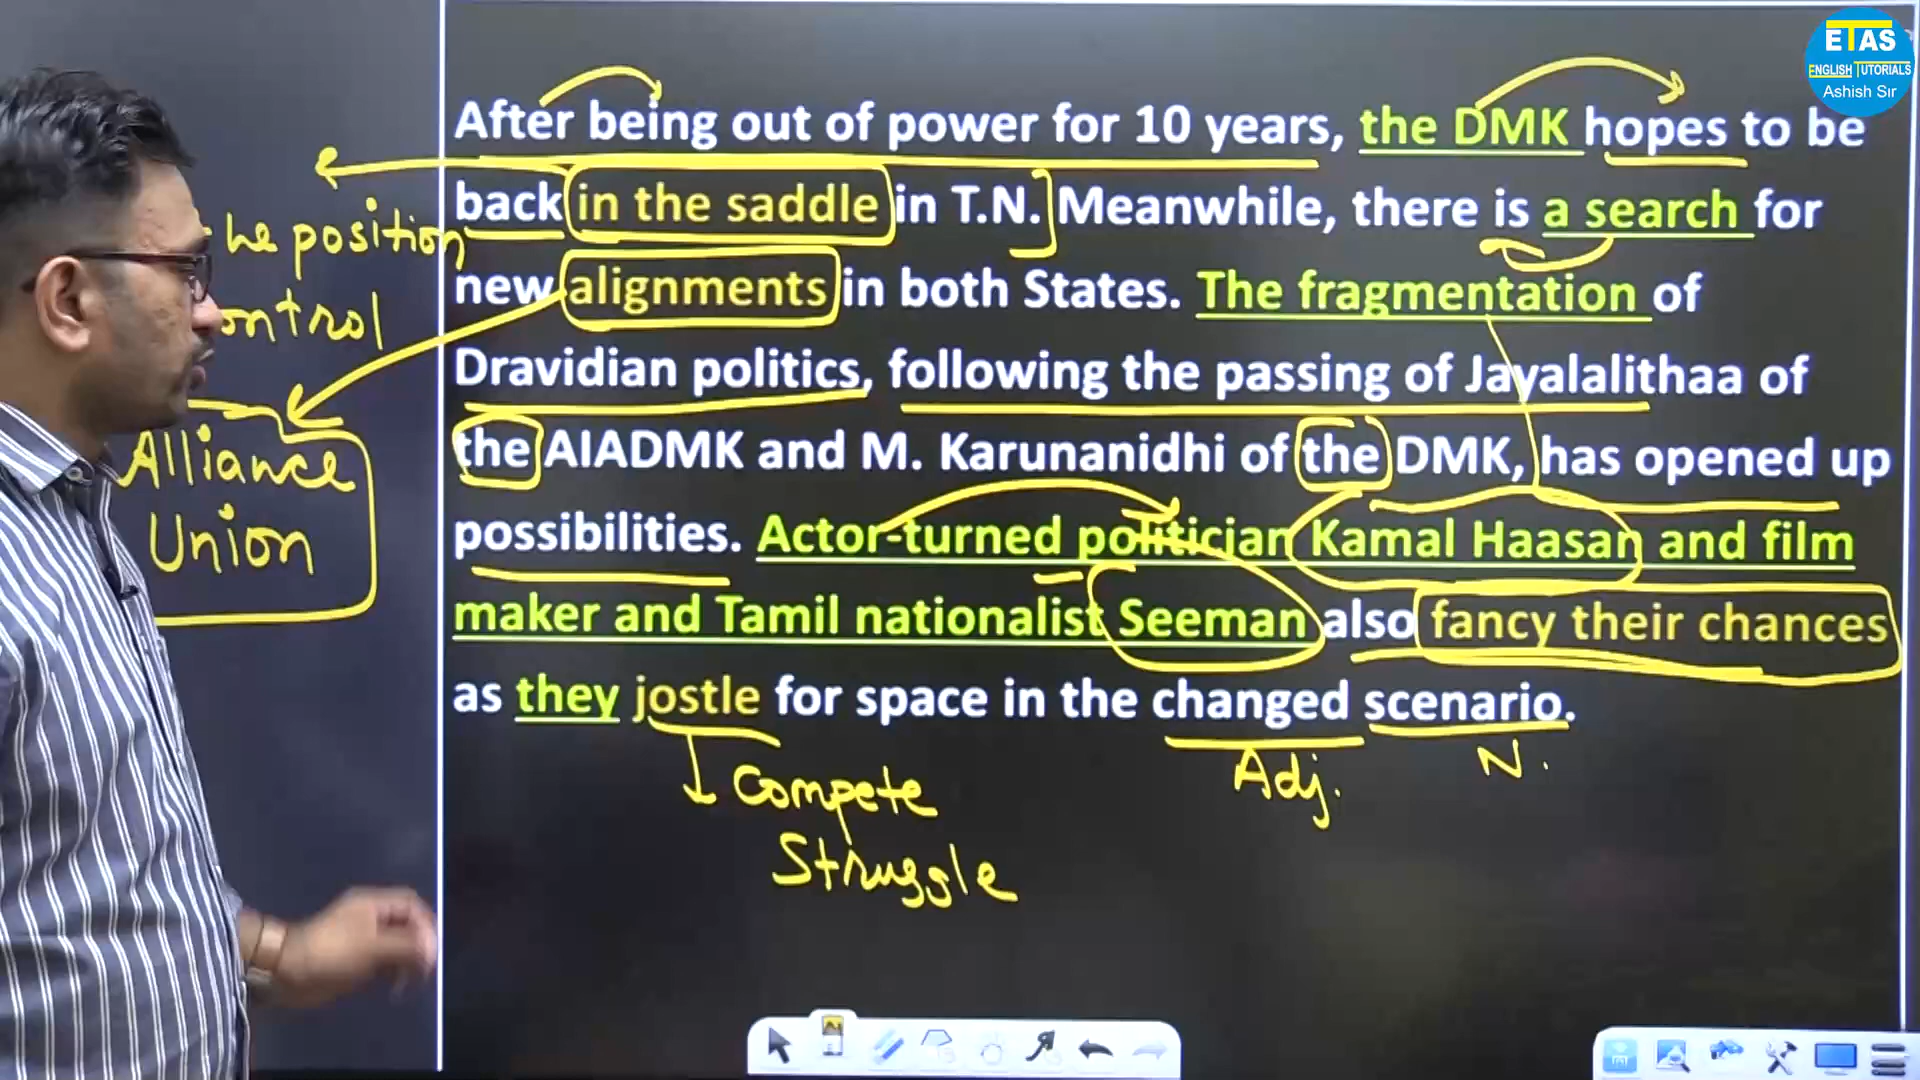 ETAS
ENGLISH TUTORIALS
Ashish Sir
After being out of power for 10 years, the DMK hopes to be
back in the saddle in T.N. Meanwhile, there is a search for
new alignments in both States. The fragmentation of
Dravidian politics, following the passing of Jayalalithaa of
the AIADMK and M. Karunanidhi of the DMK, has opened up
possibilities. Actor-turned politician Kamal Haasan and film
maker and Tamil nationalist Seeman also fancy their chances
as they jostle for space in the changed scenario.
he position
ontrol
Alliance
Union
Compete
Struggle
Adj.
N.